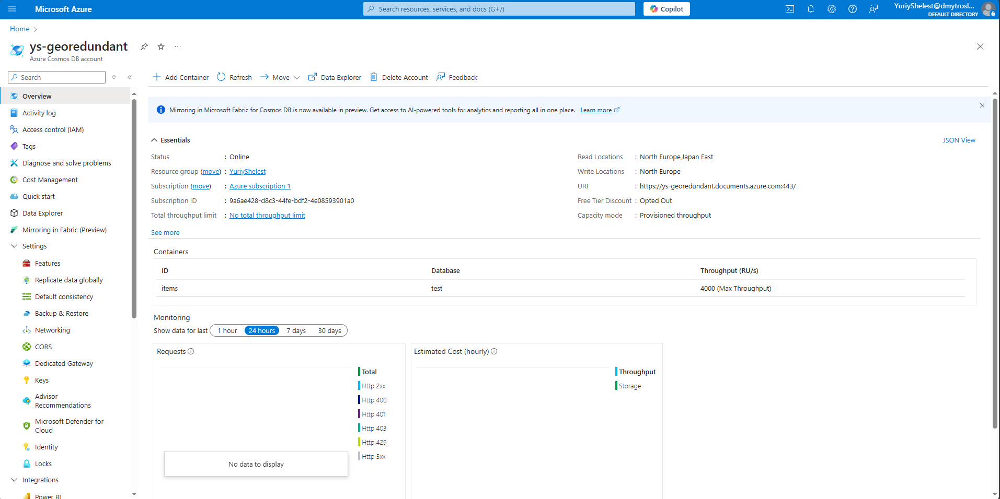 Microsoft Azure
Search resources, services, and docs (G+/)
Copilot
YuriyShelest@dmytrosl...
DEFAULT DIRECTORY
Home
ys-georedundant
Azure Cosmos DB account
Search
Add Container
Refresh
Move
Data Explorer
Delete Account
Feedback
Overview
Activity log
Access control (IAM)
Tags
Diagnose and solve problems
Cost Management
Quick start
Data Explorer
Mirroring in Fabric (Preview)
Settings
Features
Replicate data globally
Default consistency
Backup & Restore
Networking
CORS
Dedicated Gateway
Keys
Advisor
Recommendations
Microsoft Defender for
Cloud
Identity
Locks
Integrations
Power BI
Mirroring in Microsoft Fabric for Cosmos DB is now available in preview. Get access to AI-powered tools for analytics and reporting all in one place. Learn more
Essentials
JSON View
Status : Online
Resource group (move) : YuriyShelest
Subscription (move) : Azure subscription 1
Subscription ID : 9a6ae428-d8c3-44fe-bdf2-4e08593901a0
Total throughput limit : No total throughput limit
See more
Read Locations : North Europe,Japan East
Write Locations : North Europe
URI : https://ys-georedundant.documents.azure.com:443/
Free Tier Discount : Opted Out
Capacity mode : Provisioned throughput
Containers
ID Database Throughput (RU/s)
items test 4000 (Max Throughput)
Monitoring
Show data for last 1 hour 24 hours 7 days 30 days
Requests
Total
Http 2xx
Http 400
Http 401
Http 403
Http 429
Http 5xx
No data to display
Estimated Cost (hourly)
Throughput
Storage